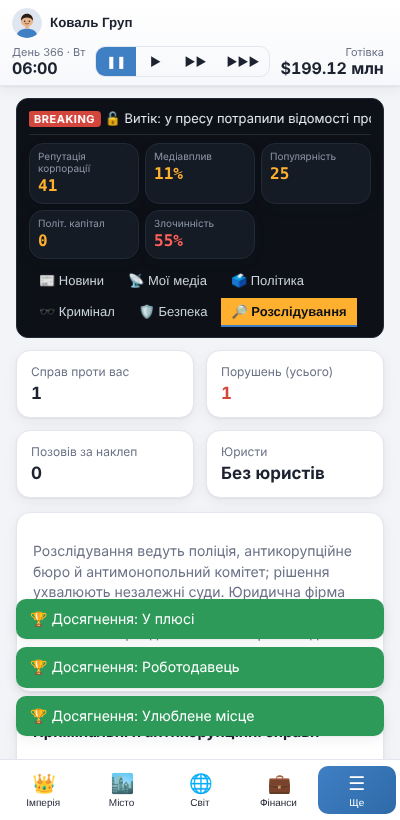 Коваль Груп
День 366 · Вт
06:00
Готівка
$199.12 млн
BREAKING 🔓 Витік: у пресу потрапили відомості про
Репутація
корпорації
41
Медіавплив
11%
Популярність
25
Політ. капітал
0
Злочинність
55%
📰 Новини 📡 Мої медіа 🗳️ Політика
🕶️ Кримінал 🛡️ Безпека 🔎 Розслідування
Справ проти вас
1
Порушень (усього)
1
Позовів за наклеп
0
Юристи
Без юристів
Розслідування ведуть поліція, антикорупційне
бюро й антимонопольний комітет; рішення
ухвалюють незалежні суди. Юридична фірма
🏆 Досягнення: У плюсі
🏆 Досягнення: Роботодавець
🏆 Досягнення: Улюблене місце
Імперія Місто Світ Фінанси Ще